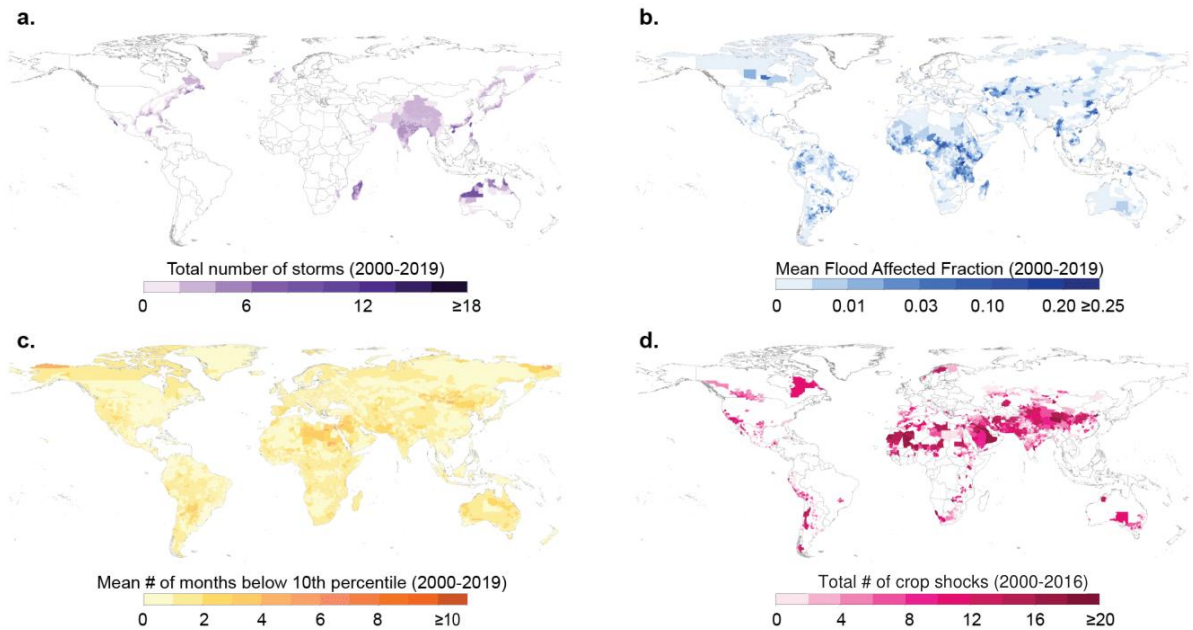 a.
b.
Total number of storms (2000-2019)
0 6 12 ≥18
Mean Flood Affected Fraction (2000-2019)
0 0.01 0.03 0.10 0.20 ≥0.25
c.
d.
Mean # of months below 10th percentile (2000-2019)
0 2 4 6 8 ≥10
Total # of crop shocks (2000-2016)
0 4 8 12 16 ≥20